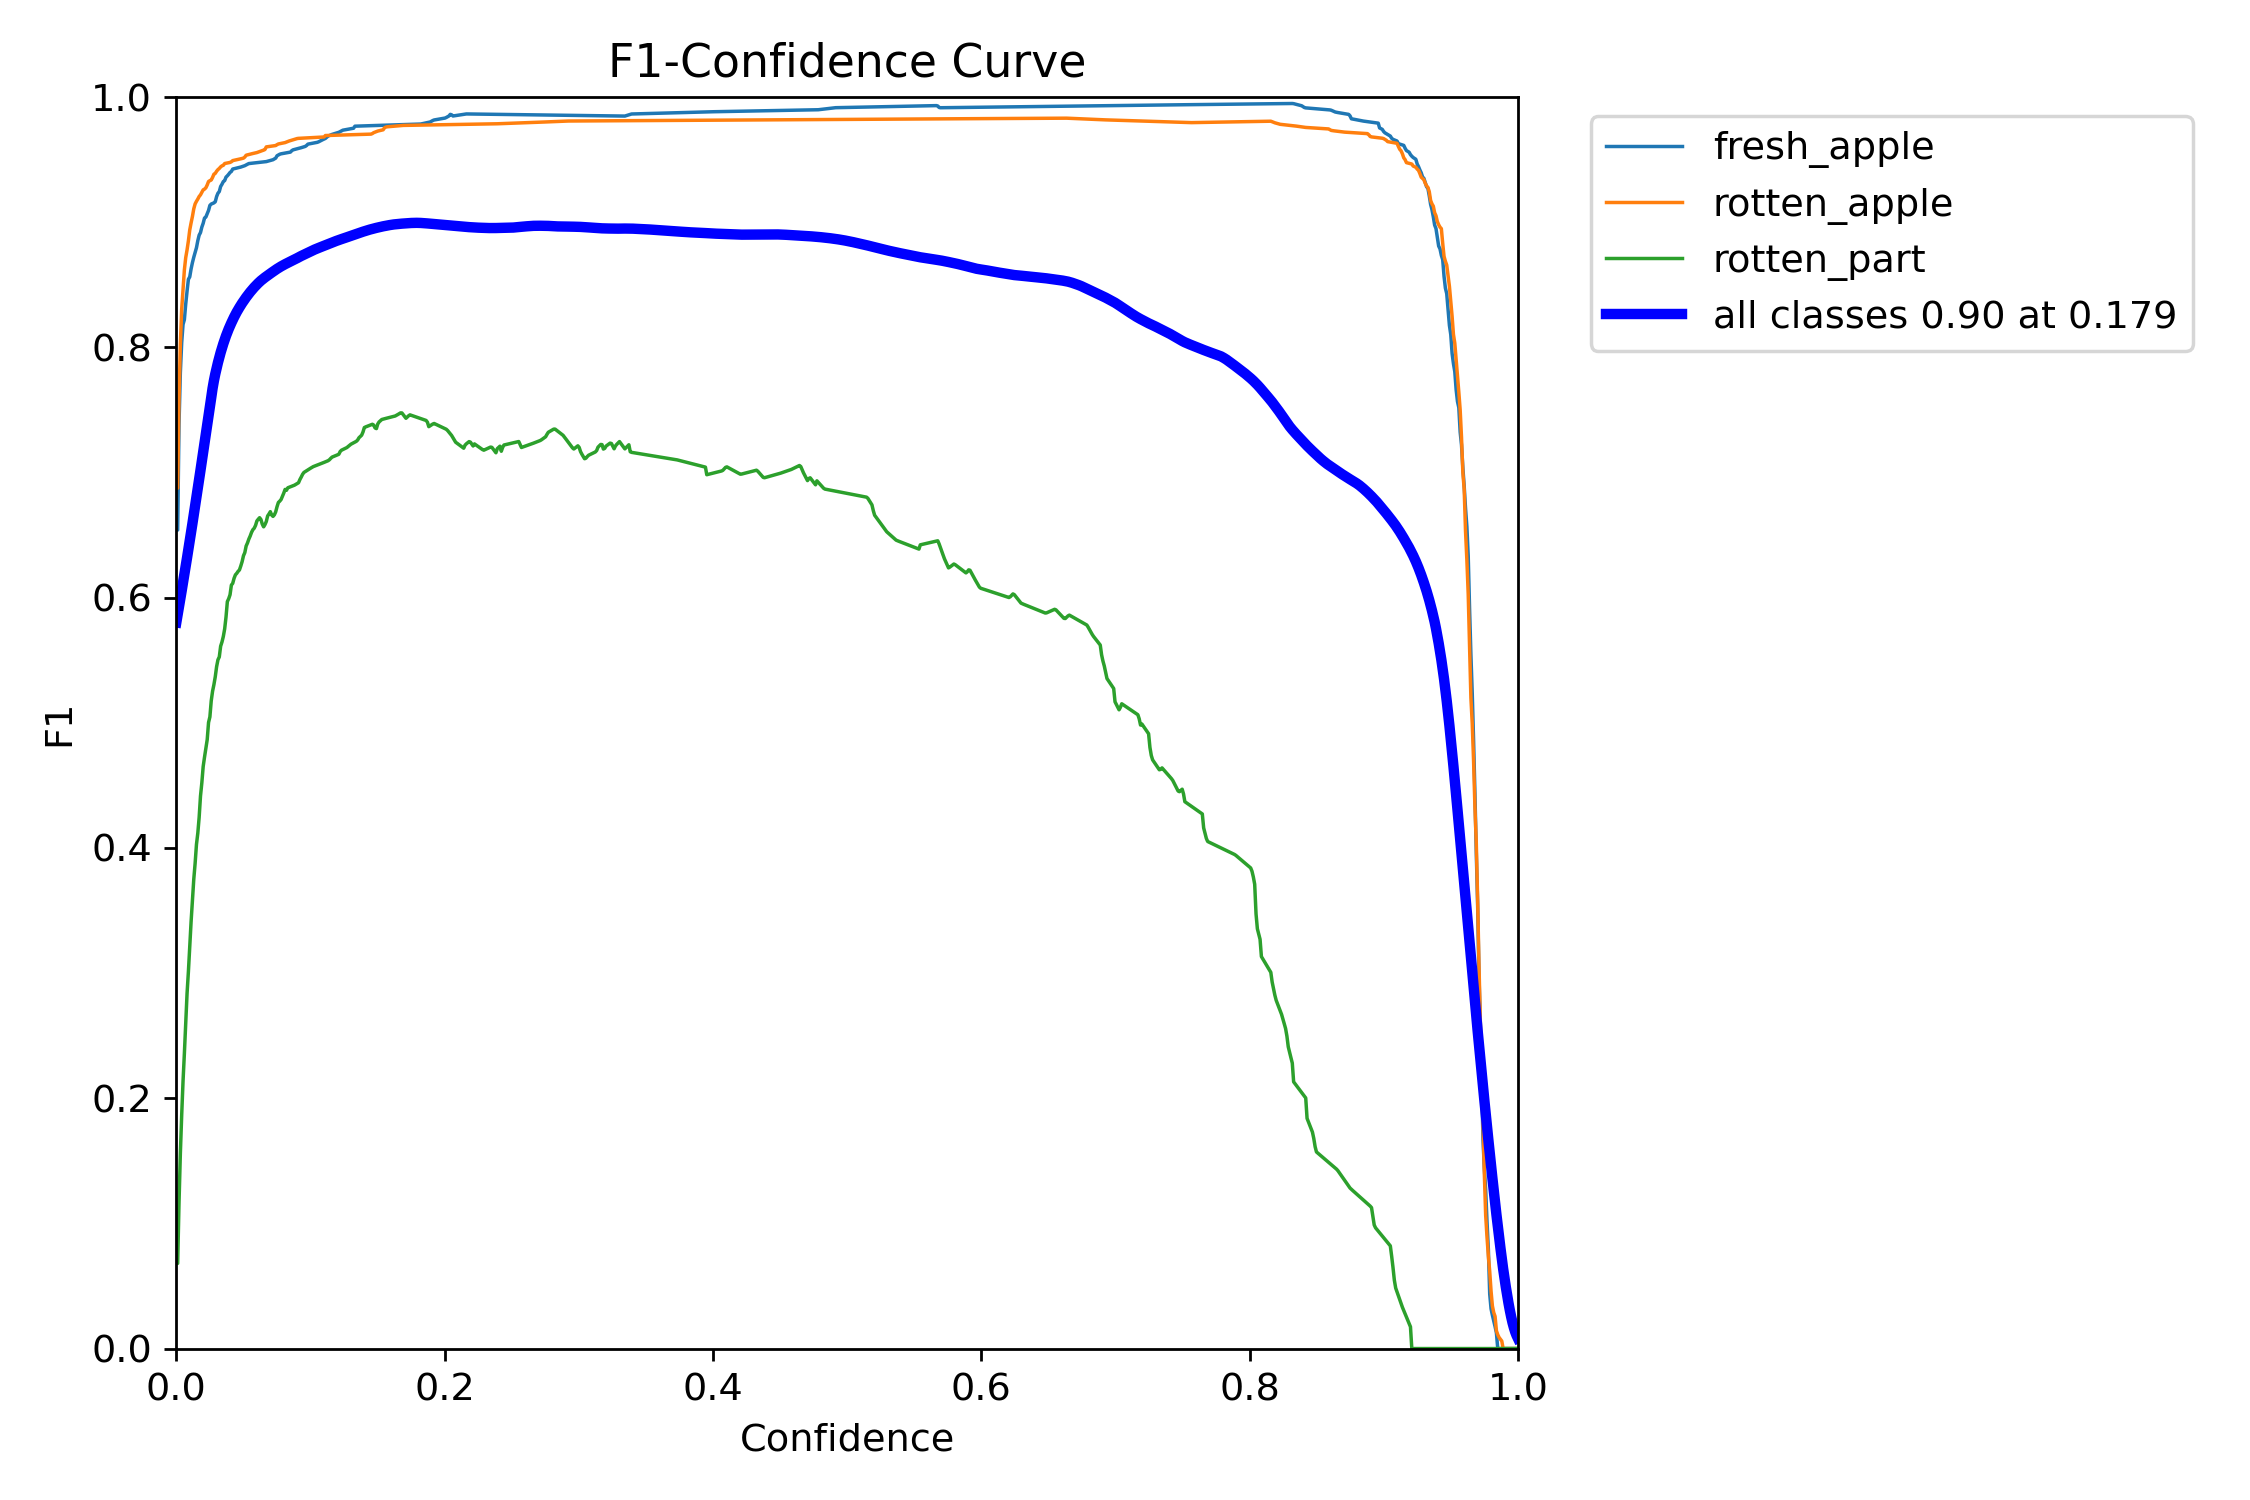 F1-Confidence Curve
1.0
0.8
0.6
0.4
0.2
0.0
F1
0.0 0.2 0.4 0.6 0.8 1.0
Confidence
fresh_apple
rotten_apple
rotten_part
all classes 0.90 at 0.179